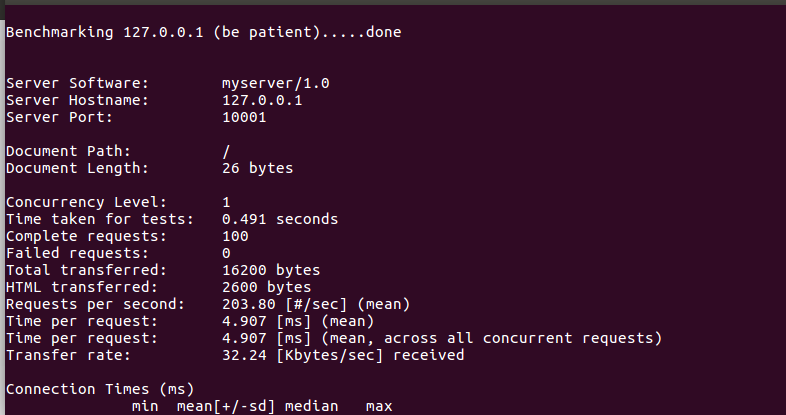 Benchmarking 127.0.0.1 (be patient).....done
Server Software: myserver/1.0
Server Hostname: 127.0.0.1
Server Port: 10001
Document Path: /
Document Length: 26 bytes
Concurrency Level: 1
Time taken for tests: 0.491 seconds
Complete requests: 100
Failed requests: 0
Total transferred: 16200 bytes
HTML transferred: 2600 bytes
Requests per second: 203.80 [#/sec] (mean)
Time per request: 4.907 [ms] (mean)
Time per request: 4.907 [ms] (mean, across all concurrent requests)
Transfer rate: 32.24 [Kbytes/sec] received
Connection Times (ms)
min mean[+/-sd] median max